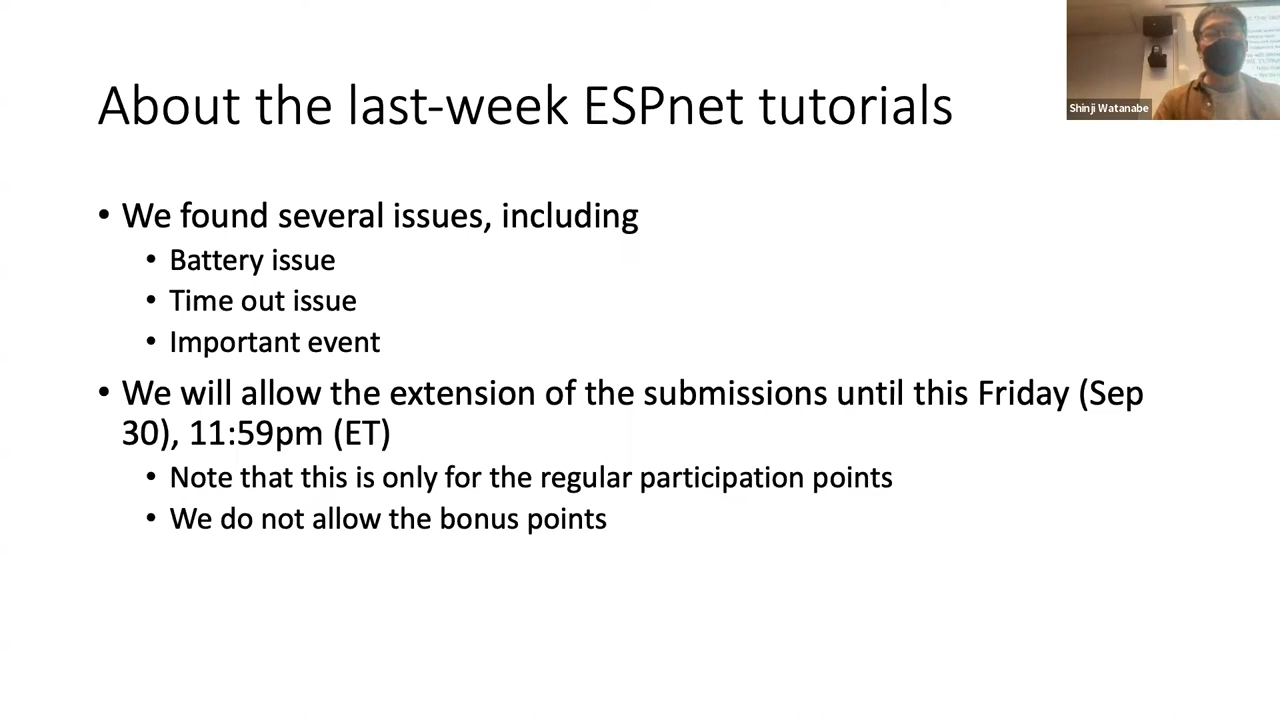 About the last-week ESPnet tutorials
Shinji Watanabe
• We found several issues, including
• Battery issue
• Time out issue
• Important event
• We will allow the extension of the submissions until this Friday (Sep
30), 11:59pm (ET)
• Note that this is only for the regular participation points
• We do not allow the bonus points